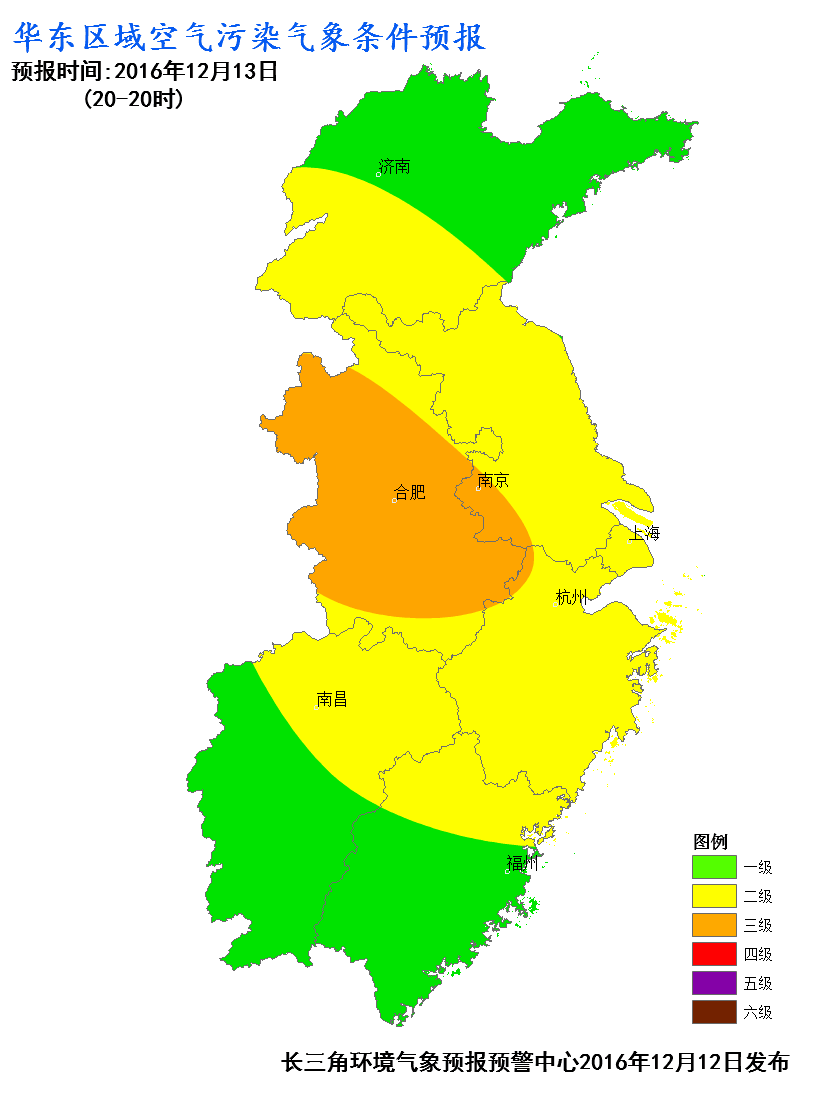 华东区域空气污染气象条件预报
预报时间:2016年12月13日
(20-20时)
济南
南京
合肥
上海
杭州
南昌
福州
图例
一级
二级
三级
四级
五级
六级
长三角环境气象预报预警中心2016年12月12日发布